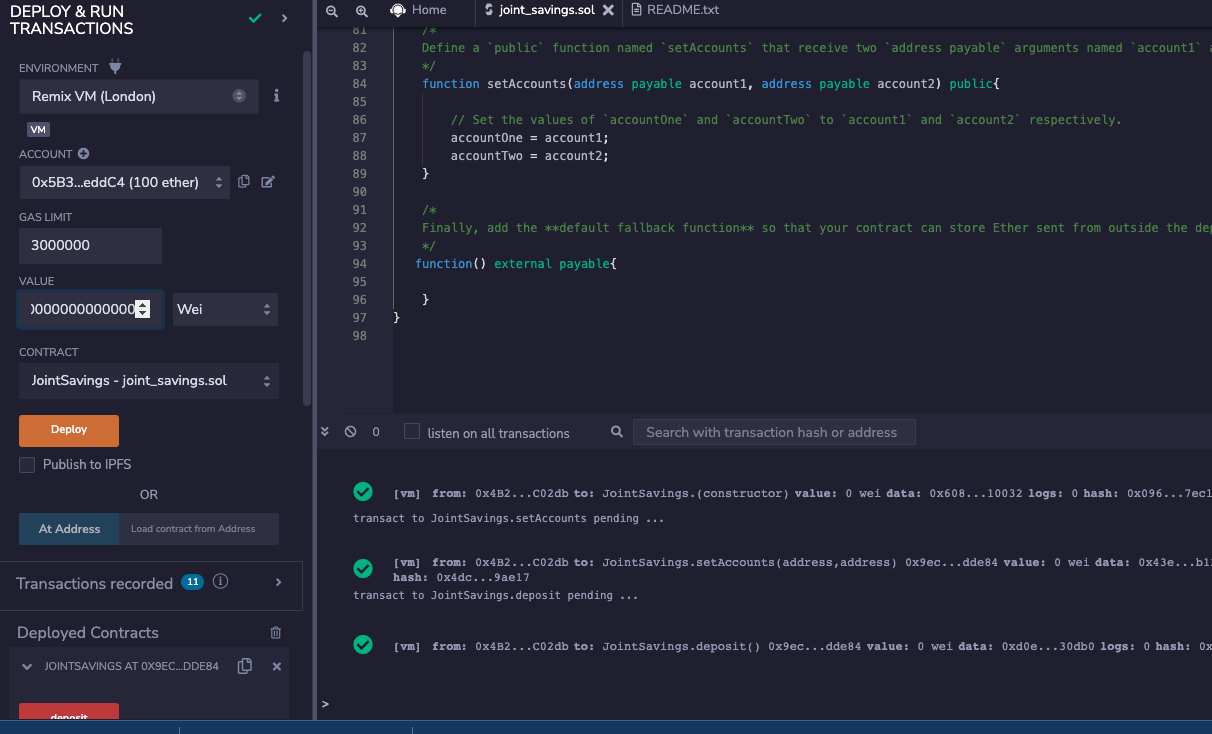 DEPLOY & RUN
TRANSACTIONS
ENVIRONMENT
Remix VM (London)
VM
ACCOUNT
0x5B3...eddC4 (100 ether)
GAS LIMIT
3000000
VALUE
0000000000000
Wei
CONTRACT
JointSavings - joint_savings.sol
Deploy
Publish to IPFS
OR
At Address
Load contract from Address
Transactions recorded 11
Deployed Contracts
JOINTSAVINGS AT 0X9EC...DDE84
deposit
Home
joint_savings.sol
README.txt
81 /*
82 Define a `public` function named `setAccounts` that receive two `address payable` arguments named `account1`
83 */
84 function setAccounts(address payable account1, address payable account2) public{
85
86 // Set the values of `accountOne` and `accountTwo` to `account1` and `account2` respectively.
87 accountOne = account1;
88 accountTwo = account2;
89 }
90
91 /*
92 Finally, add the **default fallback function** so that your contract can store Ether sent from outside the
93 */
94 function() external payable{
95
96 }
97 }
98
0
listen on all transactions
Search with transaction hash or address
[vm] from: 0x4B2...C02db to: JointSavings.(constructor) value: 0 wei data: 0x608...10032 logs: 0 hash: 0x096...7ec1
transact to JointSavings.setAccounts pending ...
[vm] from: 0x4B2...C02db to: JointSavings.setAccounts(address,address) 0x9ec...dde84 value: 0 wei data: 0x43e...b12
hash: 0x4dc...9ae17
transact to JointSavings.deposit pending ...
[vm] from: 0x4B2...C02db to: JointSavings.deposit() 0x9ec...dde84 value: 0 wei data: 0xd0e...30db0 logs: 0 hash: 0x
>